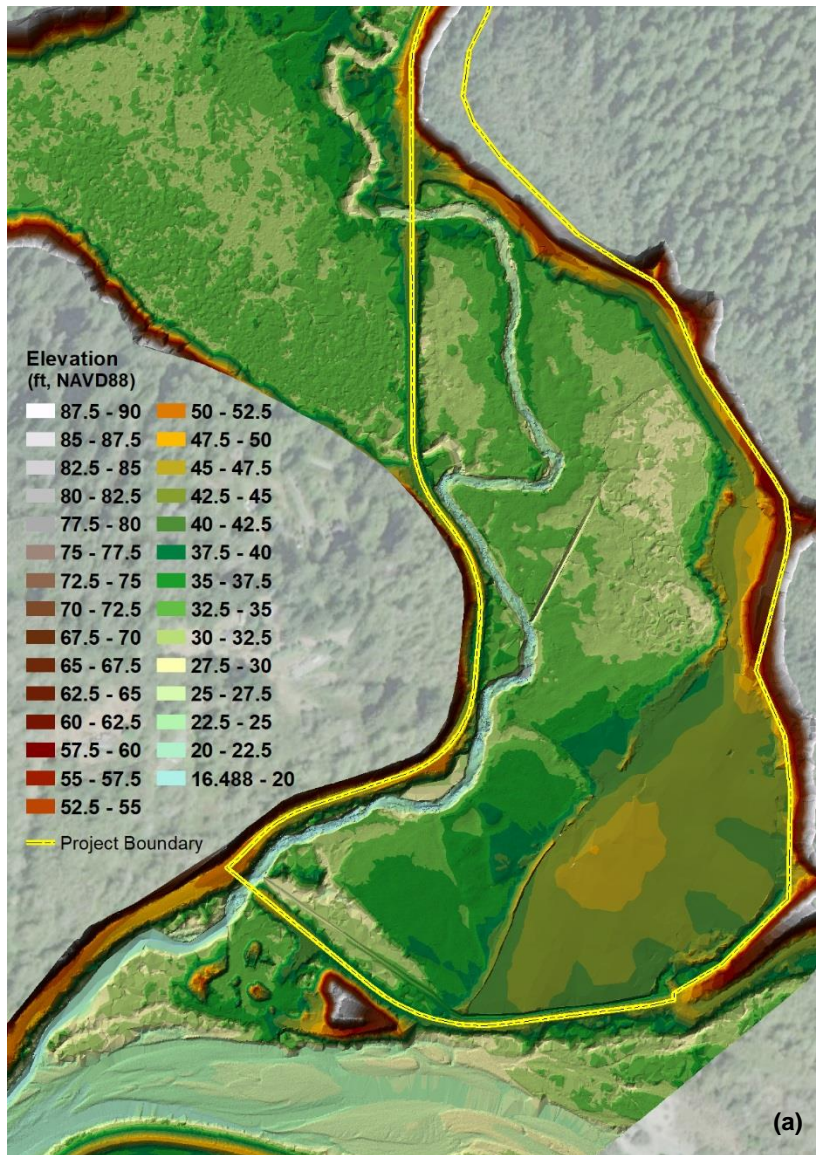 Elevation
(ft, NAVD88)
87.5 - 90
85 - 87.5
82.5 - 85
80 - 82.5
77.5 - 80
75 - 77.5
72.5 - 75
70 - 72.5
67.5 - 70
65 - 67.5
62.5 - 65
60 - 62.5
57.5 - 60
55 - 57.5
52.5 - 55
50 - 52.5
47.5 - 50
45 - 47.5
42.5 - 45
40 - 42.5
37.5 - 40
35 - 37.5
32.5 - 35
30 - 32.5
27.5 - 30
25 - 27.5
22.5 - 25
20 - 22.5
16.488 - 20
Project Boundary
(a)